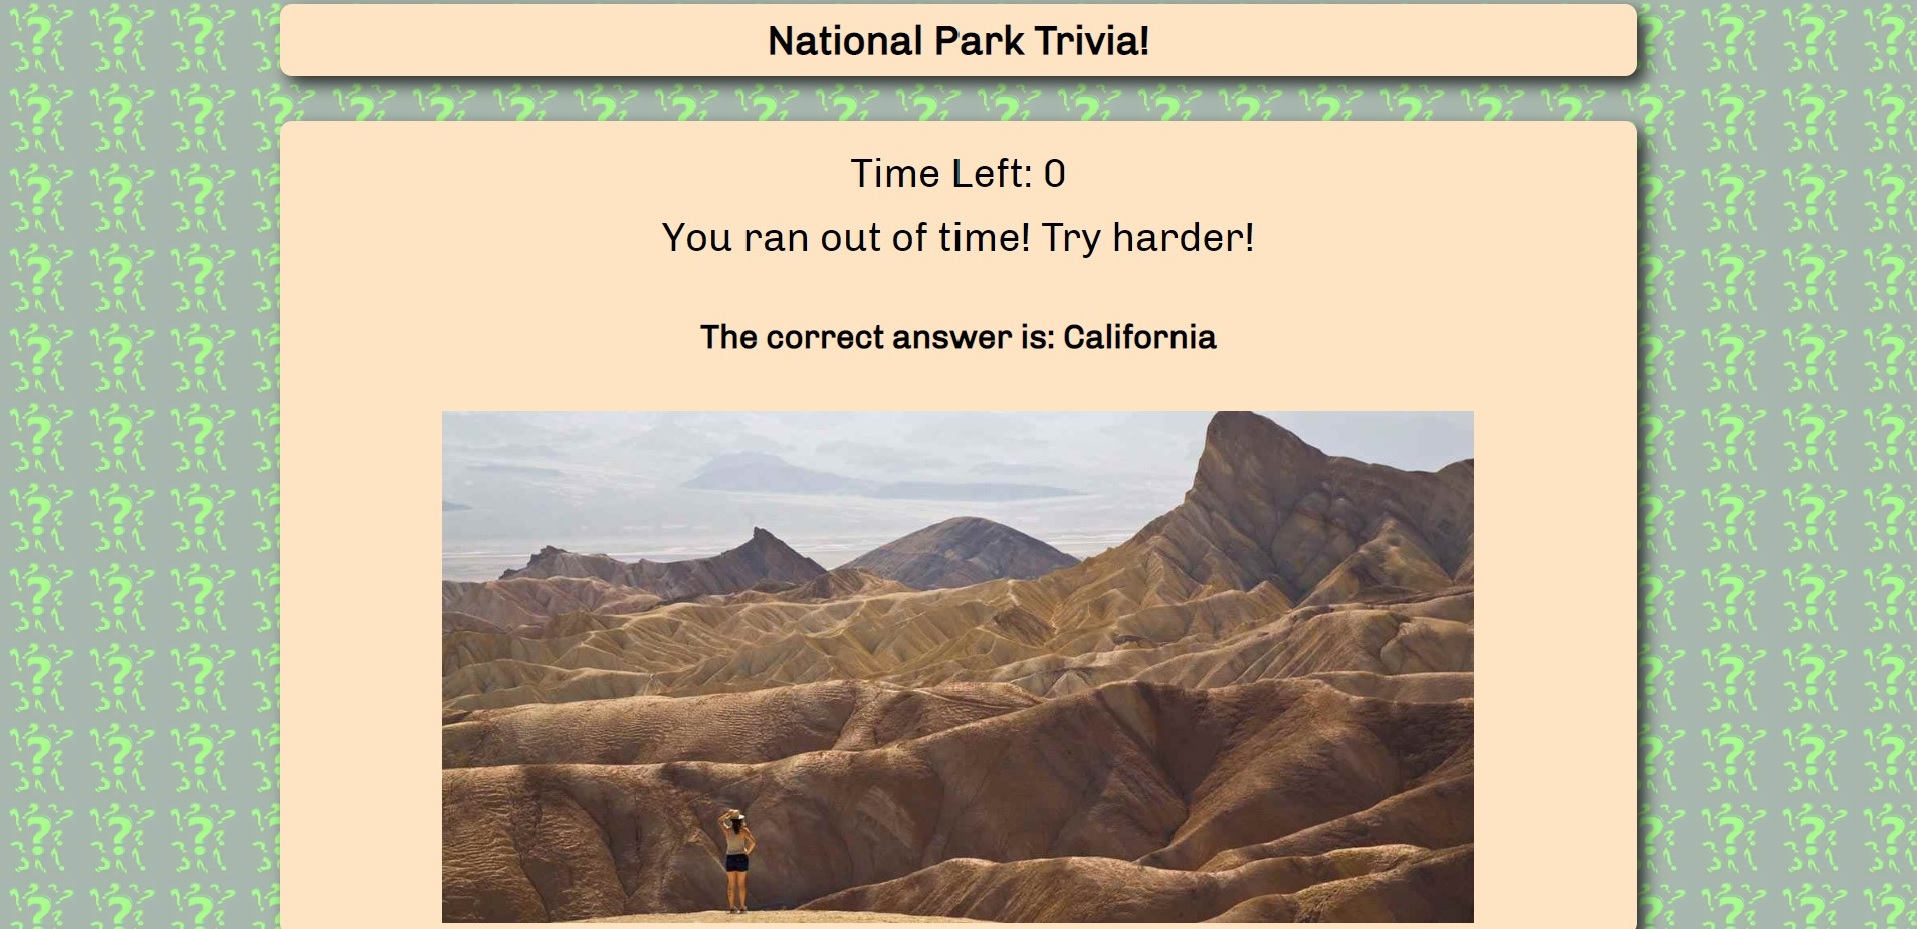 National Park Trivia!
Time Left: 0
You ran out of time! Try harder!
The correct answer is: California